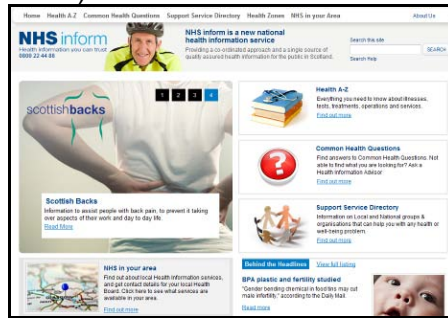 Home Health A-Z Common Health Questions Support Service Directory Health Zones NHS in your Area About Us
NHS inform
Health information you can trust
0800 22 44 88
NHS inform is a new national
health information service
Providing a co-ordinated approach and a single source of
quality assured health information for the public in Scotland.
Search this site
SEARCH
Search Help
scottishbacks
1 2 3 4
Scottish Backs
Information to assist people with back pain, to prevent it taking
over aspects of their work and day to day life.
Read More
Health A-Z
Everything you need to know about illnesses,
tests, treatments, operations and services.
Find out more
Common Health Questions
Find answers to Common Health Questions. Not
able to find what you are looking for? Ask a
Health Information Advisor
Find out more
Support Service Directory
Information on Local and National groups &
organisations that can help you with any health or
well-being problem.
Find out more
NHS in your area
Find out about local Health Information services,
and get contact details for your local Health
Board. Click here to see what services are
available in your area.
Find out more
Behind the Headlines View full listing
BPA plastic and fertility studied
"Gender bending chemical in food tins may cut
male infertility," according to the Daily Mail.
Read more